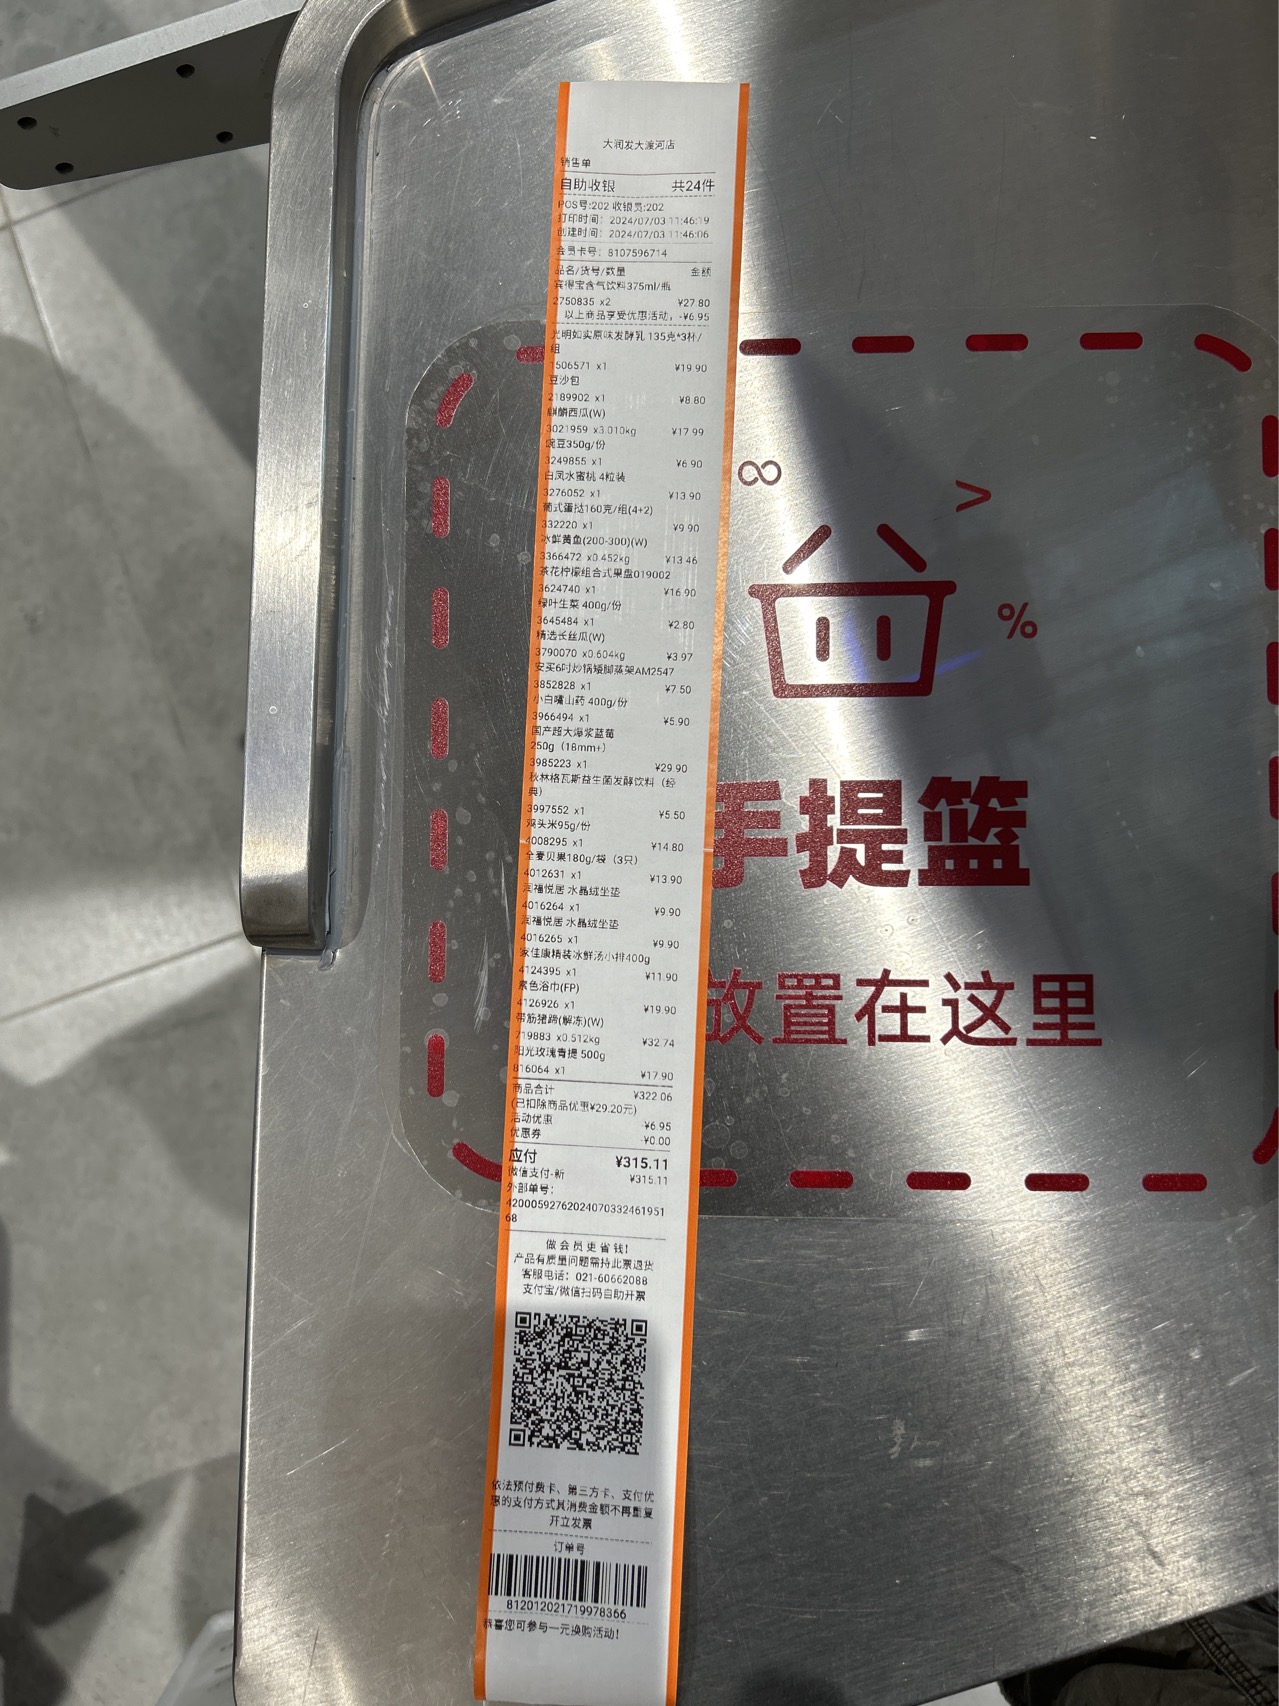 大润发大渡河店
销售单
自助收银 共24件
POS号:202 收银员:202
打印时间: 2024/07/03 11:46:19
创建时间: 2024/07/03 11:46:06
会员卡号: 8107596714
品名/货号/数量 金额
宾得宝含气饮料375ml/瓶
2750835 x2 ¥27.80
以上商品享受优惠活动, -¥6.95
光明如实原味发酵乳 135克*3杯/
组
1506571 x1 ¥19.90
豆沙包
2189902 x1 ¥8.80
麒麟西瓜(W)
3021959 x3.010kg ¥17.99
豌豆350g/份
3249855 x1 ¥6.90
白凤水蜜桃 4粒装
3276052 x1 ¥13.90
葡式蛋挞160克/组(4+2)
332220 x1 ¥9.90
冰鲜黄鱼(200-300)(W)
3366472 x0.452kg ¥13.46
茶花柠檬组合式果盘019002
3624740 x1 ¥16.90
绿叶生菜 400g/份
3645484 x1 ¥2.80
精选长丝瓜(W)
3790070 x0.604kg ¥3.97
安买6吋炒锅矮脚蒸架AM2547
3852828 x1 ¥7.50
小白嘴山药 400g/份
3966494 x1 ¥5.90
国产超大爆浆蓝莓
250g（18mm+）
3985223 x1 ¥29.90
秋林格瓦斯益生菌发酵饮料（经
典）
3997552 x1 ¥5.50
鸡头米95g/份
4008295 x1 ¥14.80
全麦贝果180g/袋（3只）
4012631 x1 ¥13.90
润福悦居 水晶绒坐垫
4016264 x1 ¥9.90
润福悦居 水晶绒坐垫
4016265 x1 ¥9.90
家佳康精装冰鲜汤小排400g
4124395 x1 ¥11.90
素色浴巾(FP)
4126926 x1 ¥19.90
带筋猪蹄(解冻)(W)
719883 x0.512kg ¥32.74
阳光玫瑰青提 500g
816064 x1 ¥17.90
商品合计 ¥322.06
(已扣除商品优惠¥29.20元)
活动优惠 -¥6.95
优惠券 -¥0.00
应付 ¥315.11
微信支付-新 ¥315.11
外部单号:
42000592762024070332461951
68
做会员更省钱!
产品有质量问题需持此票退货
客服电话: 021-60662088
支付宝/微信扫码自助开票
依法预付费卡、第三方卡、支付优
惠的支付方式其消费金额不再重复
开立发票
订单号
812012021719978366
恭喜您可参与一元换购活动!
%
手提篮
放置在这里